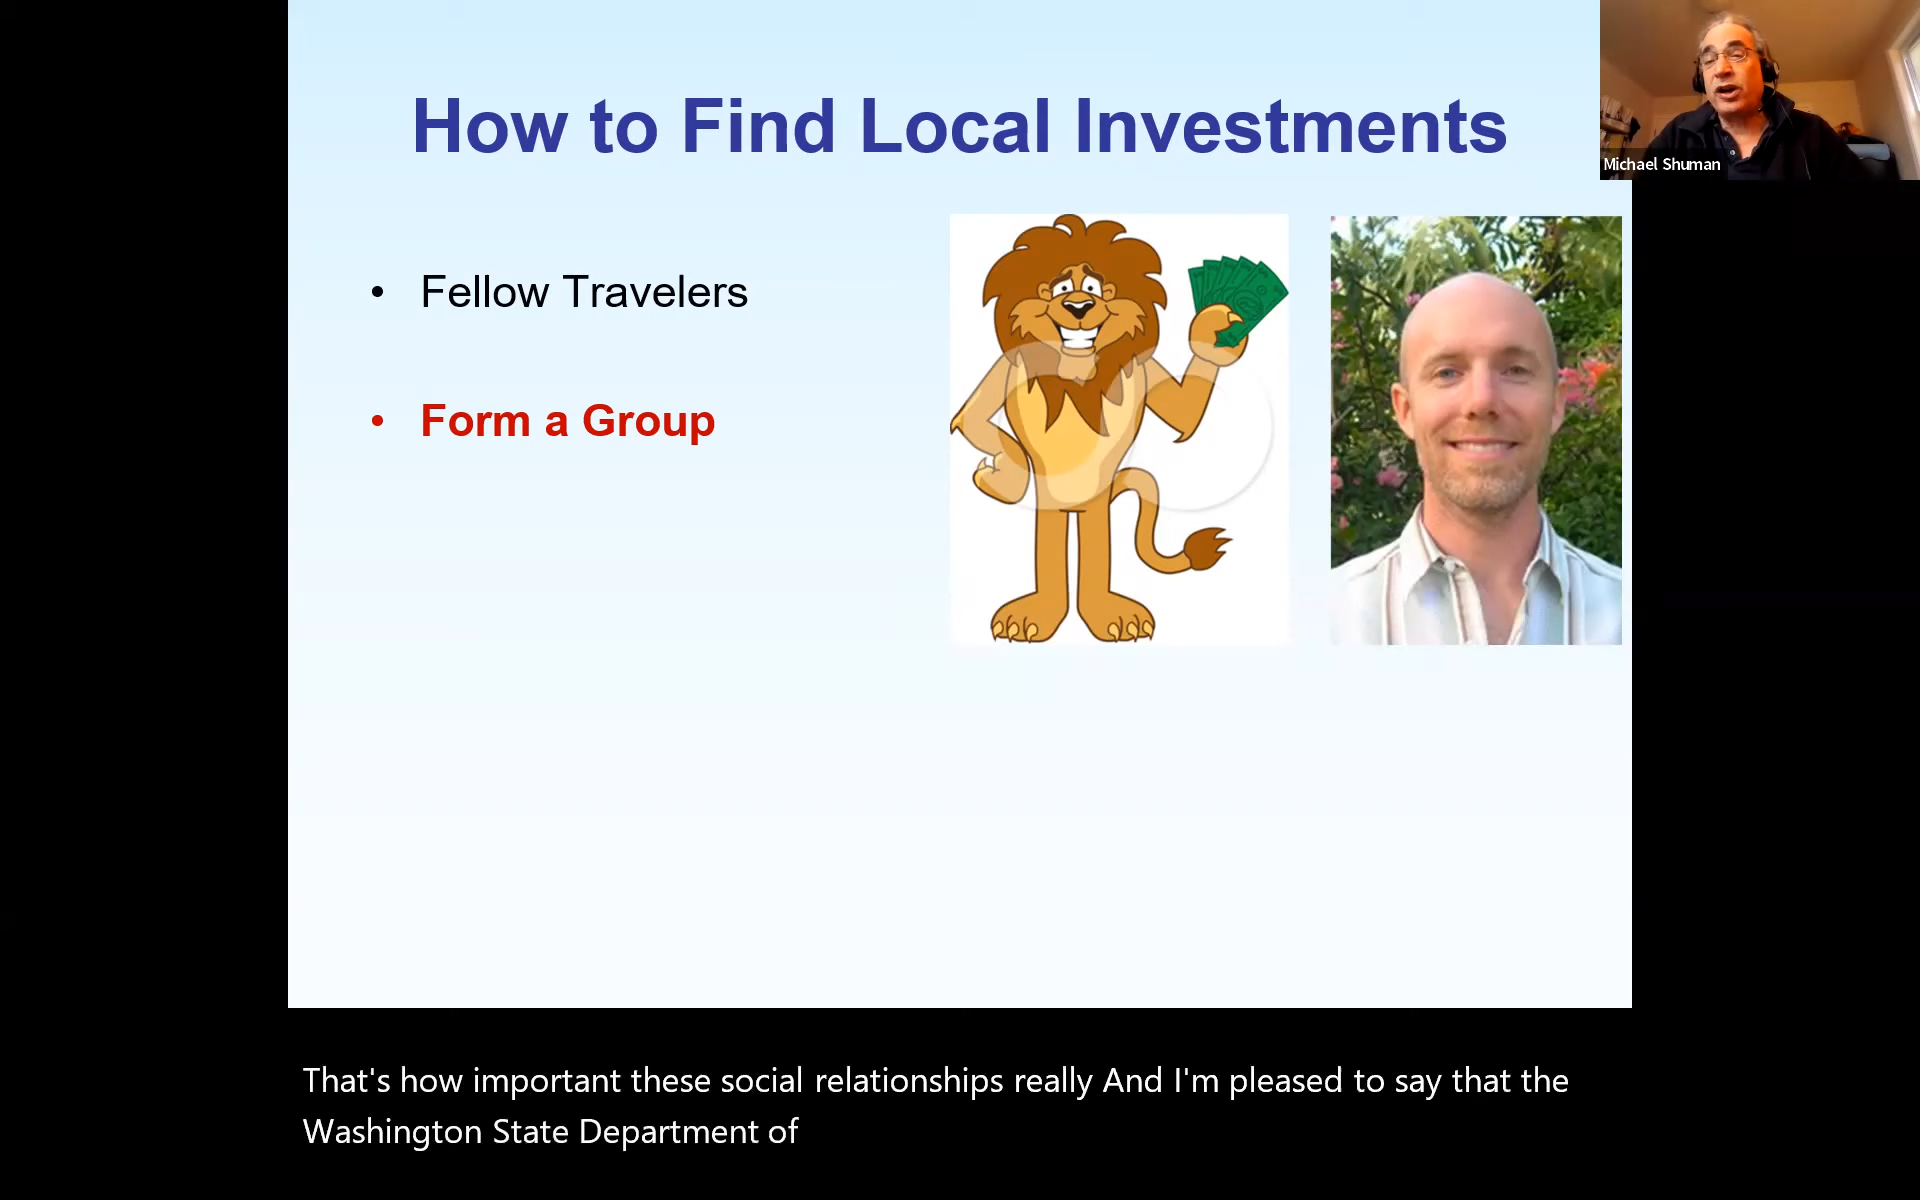 How to Find Local Investments
Michael Shuman
• Fellow Travelers
• Form a Group
That's how important these social relationships really And I'm pleased to say that the
Washington State Department of